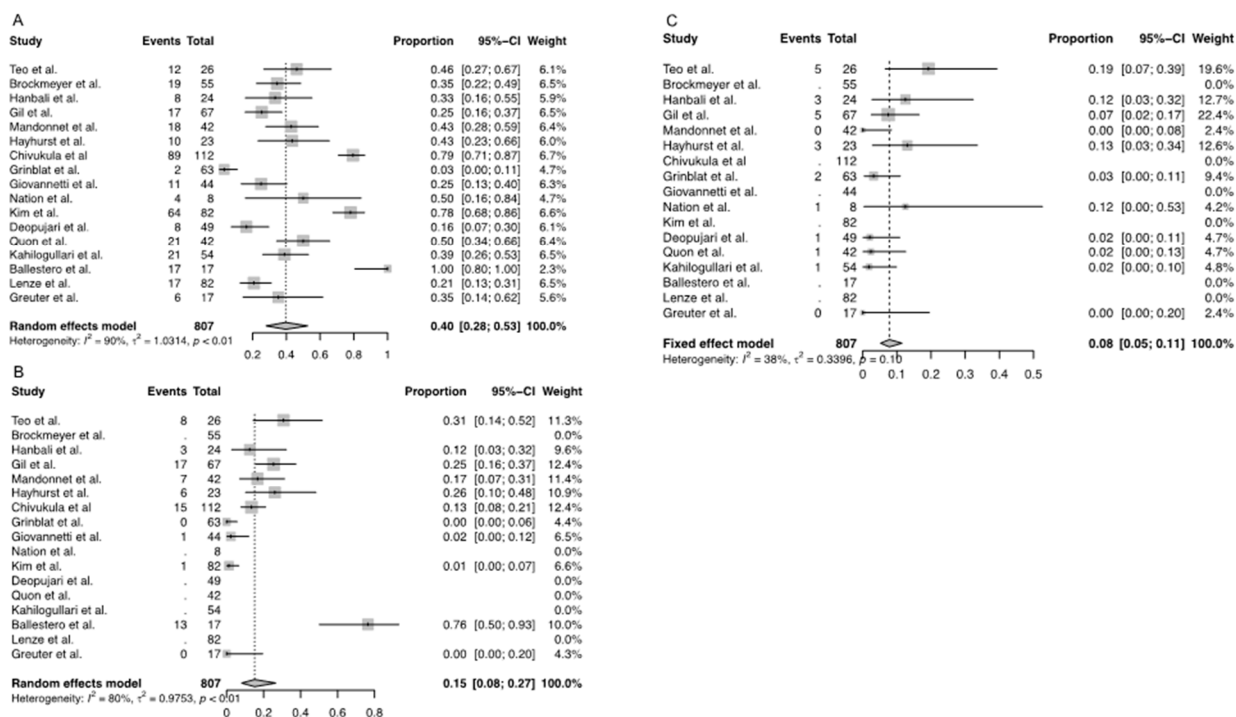 A
Study Events Total Proportion 95%-CI Weight
Teo et al. 12 26 0.46 [0.27; 0.67] 6.1%
Brockmeyer et al. 19 55 0.35 [0.22; 0.49] 6.5%
Hanbali et al. 8 24 0.33 [0.16; 0.55] 5.9%
Gil et al. 17 67 0.25 [0.16; 0.37] 6.5%
Mandonnet et al. 18 42 0.43 [0.28; 0.59] 6.4%
Hayhurst et al. 10 23 0.43 [0.23; 0.66] 6.0%
Chivukula et al 89 112 0.79 [0.71; 0.87] 6.7%
Grinblat et al. 2 63 0.03 [0.00; 0.11] 4.7%
Giovannetti et al. 11 44 0.25 [0.13; 0.40] 6.3%
Nation et al. 4 8 0.50 [0.16; 0.84] 4.7%
Kim et al. 64 82 0.78 [0.68; 0.86] 6.6%
Deopujari et al. 8 49 0.16 [0.07; 0.30] 6.1%
Quon et al. 21 42 0.50 [0.34; 0.66] 6.4%
Kahilogullari et al. 21 54 0.39 [0.26; 0.53] 6.5%
Ballestero et al. 17 17 1.00 [0.80; 1.00] 2.3%
Lenze et al. 17 82 0.21 [0.13; 0.31] 6.5%
Greuter et al. 6 17 0.35 [0.14; 0.62] 5.6%
Random effects model 807 0.40 [0.28; 0.53] 100.0%
Heterogeneity: I² = 90%, τ² = 1.0314, p < 0.01
0.2 0.4 0.6 0.8 1
B
Study Events Total Proportion 95%-CI Weight
Teo et al. 8 26 0.31 [0.14; 0.52] 11.3%
Brockmeyer et al. . 55 0.0%
Hanbali et al. 3 24 0.12 [0.03; 0.32] 9.6%
Gil et al. 17 67 0.25 [0.16; 0.37] 12.4%
Mandonnet et al. 7 42 0.17 [0.07; 0.31] 11.4%
Hayhurst et al. 6 23 0.26 [0.10; 0.48] 10.9%
Chivukula et al 15 112 0.13 [0.08; 0.21] 12.4%
Grinblat et al. 0 63 0.00 [0.00; 0.06] 4.4%
Giovannetti et al. 1 44 0.02 [0.00; 0.12] 6.5%
Nation et al. . 8 0.0%
Kim et al. 1 82 0.01 [0.00; 0.07] 6.6%
Deopujari et al. . 49 0.0%
Quon et al. . 42 0.0%
Kahilogullari et al. . 54 0.0%
Ballestero et al. 13 17 0.76 [0.50; 0.93] 10.0%
Lenze et al. . 82 0.0%
Greuter et al. 0 17 0.00 [0.00; 0.20] 4.3%
Random effects model 807 0.15 [0.08; 0.27] 100.0%
Heterogeneity: I² = 80%, τ² = 0.9753, p < 0.01
0 0.2 0.4 0.6 0.8
C
Study Events Total Proportion 95%-CI Weight
Teo et al. 5 26 0.19 [0.07; 0.39] 19.6%
Brockmeyer et al. . 55 0.0%
Hanbali et al. 3 24 0.12 [0.03; 0.32] 12.7%
Gil et al. 5 67 0.07 [0.02; 0.17] 22.4%
Mandonnet et al. 0 42 0.00 [0.00; 0.08] 2.4%
Hayhurst et al. 3 23 0.13 [0.03; 0.34] 12.6%
Chivukula et al . 112 0.0%
Grinblat et al. 2 63 0.03 [0.00; 0.11] 9.4%
Giovannetti et al. . 44 0.0%
Nation et al. 1 8 0.12 [0.00; 0.53] 4.2%
Kim et al. . 82 0.0%
Deopujari et al. 1 49 0.02 [0.00; 0.11] 4.7%
Quon et al. 1 42 0.02 [0.00; 0.13] 4.7%
Kahilogullari et al. 1 54 0.02 [0.00; 0.10] 4.8%
Ballestero et al. . 17 0.0%
Lenze et al. . 82 0.0%
Greuter et al. 0 17 0.00 [0.00; 0.20] 2.4%
Fixed effect model 807 0.08 [0.05; 0.11] 100.0%
Heterogeneity: I² = 38%, τ² = 0.3396, p = 0.10
0 0.1 0.2 0.3 0.4 0.5